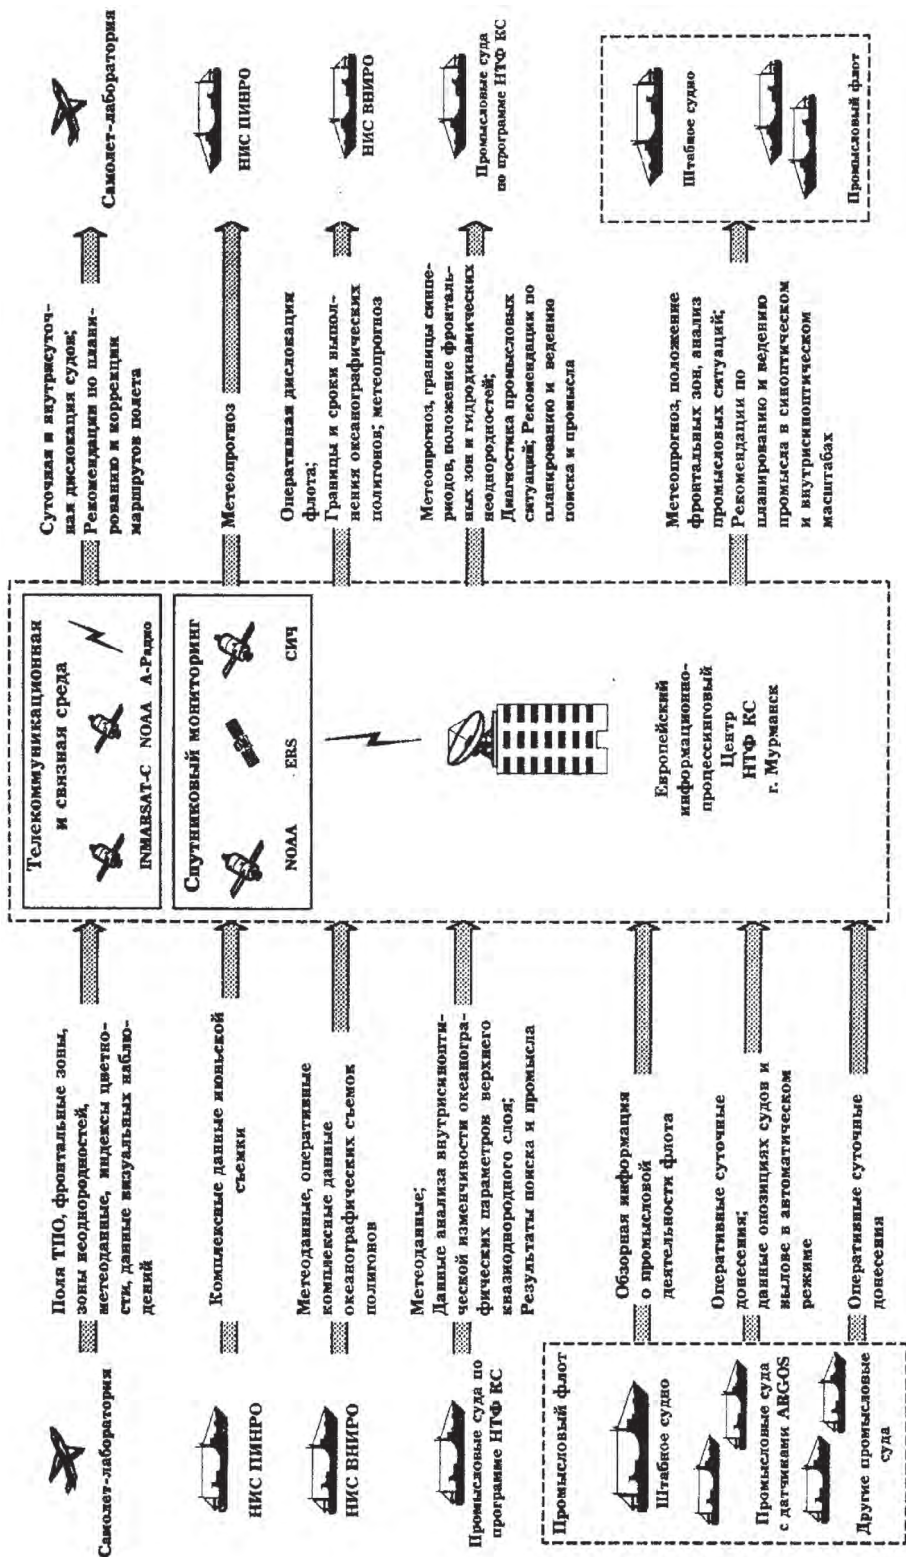 Самолет-лаборатория
НИС ПИНРО
НИС ВНИРО
Промысловые суда по
программе НТФ КС
Промысловый флот
Штабное судно
Промысловые суда
с датчиками ARGOS
Другие промысловые
суда
Поля ТПО, фронтальные зоны,
зоны неоднородностей,
метеоданные, индексы цветно-
сти, данные визуальных наблю-
дений
Комплексные данные июньской
съемки
Метеоданные, оперативные
комплексные данные
океанографических съемок
полигонов
Метеоданные;
Данные анализа внутрисинопти-
ческой изменчивости океаногра-
фических параметров верхнего
квазиоднородного слоя;
Результаты поиска и промысла
Обзорная информация
о промысловой
деятельности флота
Оперативные суточные
донесения;
данные опозициях судов и
вылове в автоматическом
режиме
Оперативные суточные
донесения
Телекоммуникационная
и связная среда
INMARSAT-C NOAA А-Радио
Спутниковый мониторинг
NOAA ERS СИЧ
Европейский
информационно-
процессинговый
Центр
НТФ КС
г. Мурманск
Суточная и внутрисуточ-
ная дислокация судов;
Рекомендации по плани-
рованию и коррекции
маршрутов полета
Метеопрогноз
Оперативная дислокация
флота;
Границы и сроки выпол-
нения океанографических
полигонов; метеопрогноз
Метеопрогноз, границы синпе-
риодов, положение фронталь-
ных зон и гидродинамических
неоднородностей;
Диагностика промысловых
ситуаций; Рекомендации по
планированию и ведению
поиска и промысла
Метеопрогноз, положение
фронтальных зон, анализ
промысловых ситуаций;
Рекомендации по
планированию и ведению
промысла в синоптическом
и внутрисиноптическом
масштабах
Самолет-лаборатория
НИС ПИНРО
НИС ВНИРО
Промысловые суда
по программе НТФ КС
Штабное судно
Промысловый флот